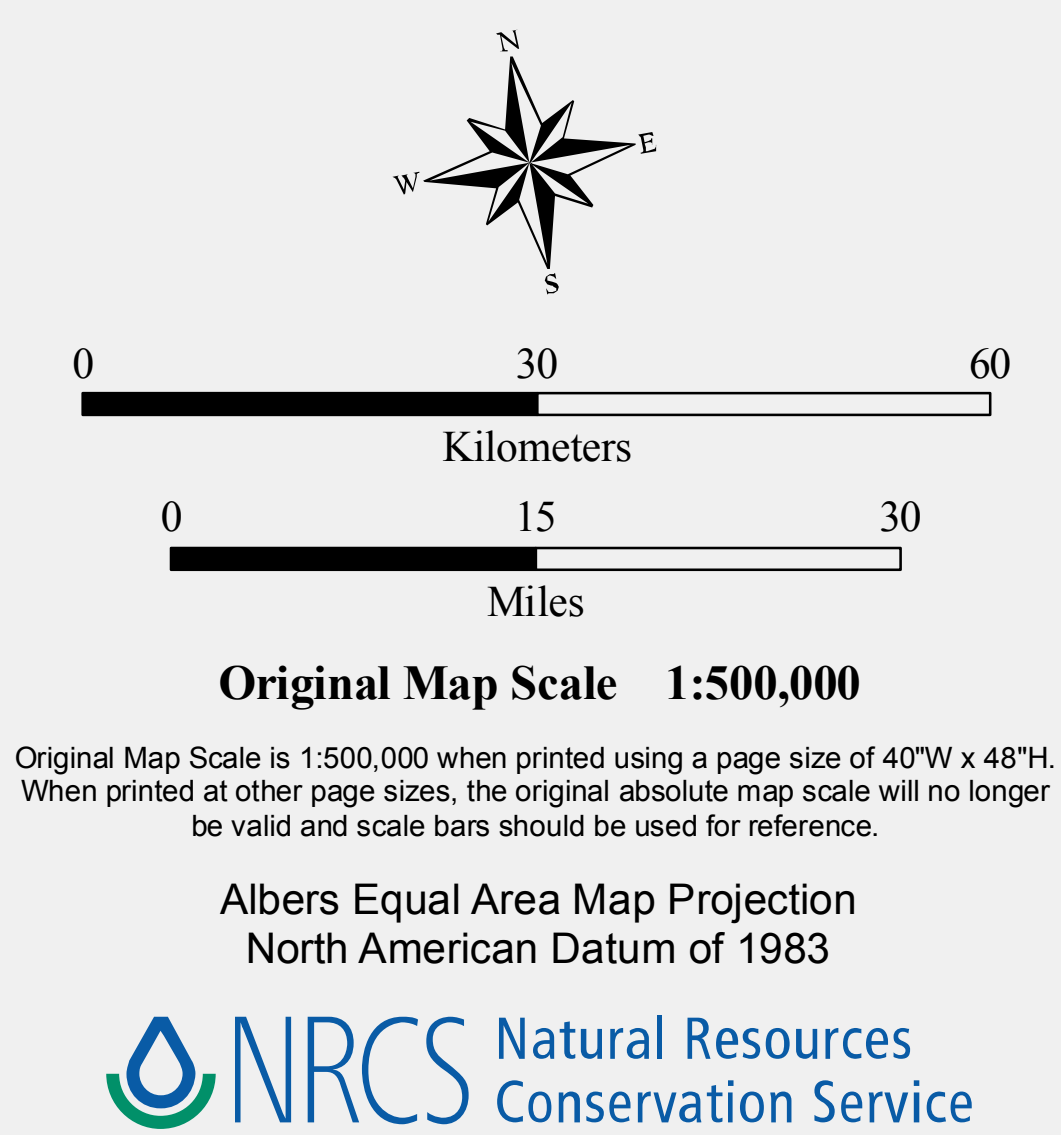 N
W E
S
0 30 60
Kilometers
0 15 30
Miles
Original Map Scale 1:500,000
Original Map Scale is 1:500,000 when printed using a page size of 40"W x 48"H.
When printed at other page sizes, the original absolute map scale will no longer
be valid and scale bars should be used for reference.
Albers Equal Area Map Projection
North American Datum of 1983
NRCS Natural Resources
Conservation Service